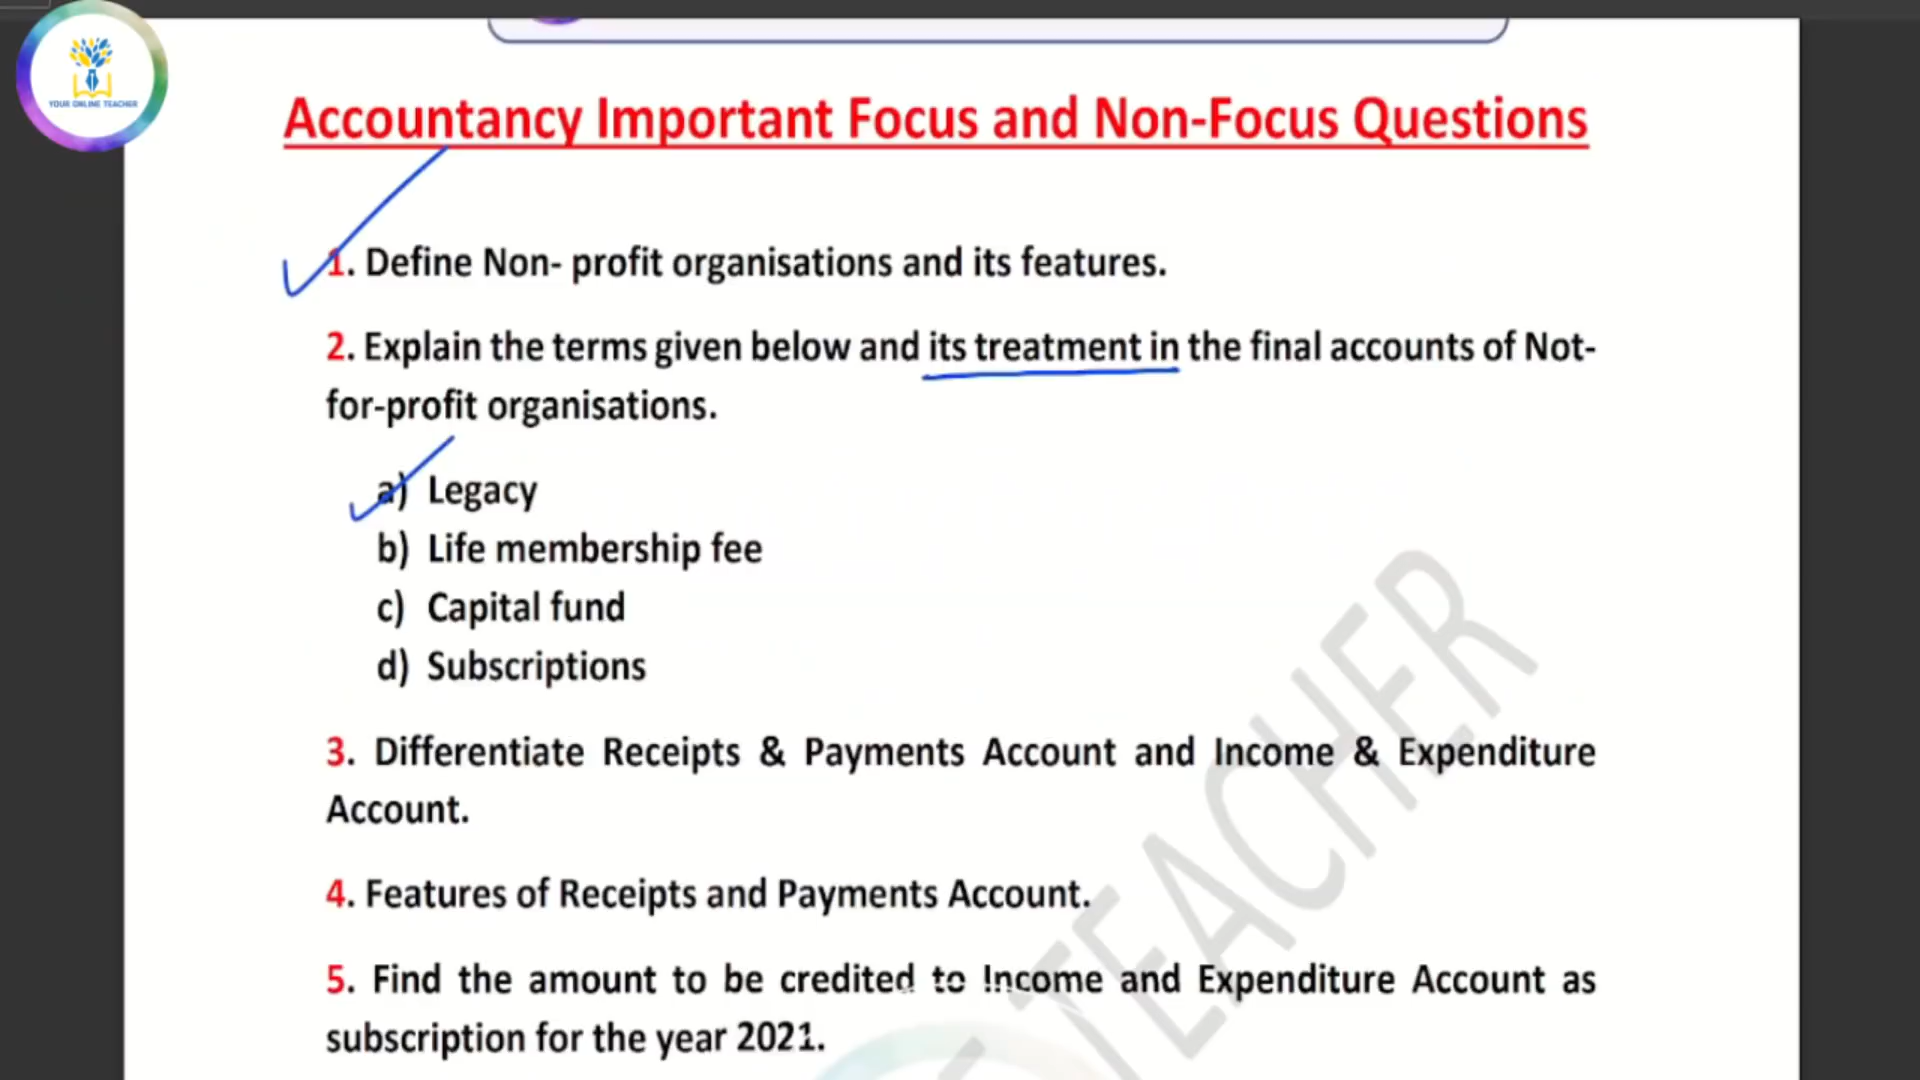 YOUR ONLINE TEACHER
Accountancy Important Focus and Non-Focus Questions
1. Define Non- profit organisations and its features.
2. Explain the terms given below and its treatment in the final accounts of Not-
for-profit organisations.
a) Legacy
b) Life membership fee
c) Capital fund
d) Subscriptions
3. Differentiate Receipts & Payments Account and Income & Expenditure
Account.
4. Features of Receipts and Payments Account.
5. Find the amount to be credited to Income and Expenditure Account as
subscription for the year 2021.
TEACHER